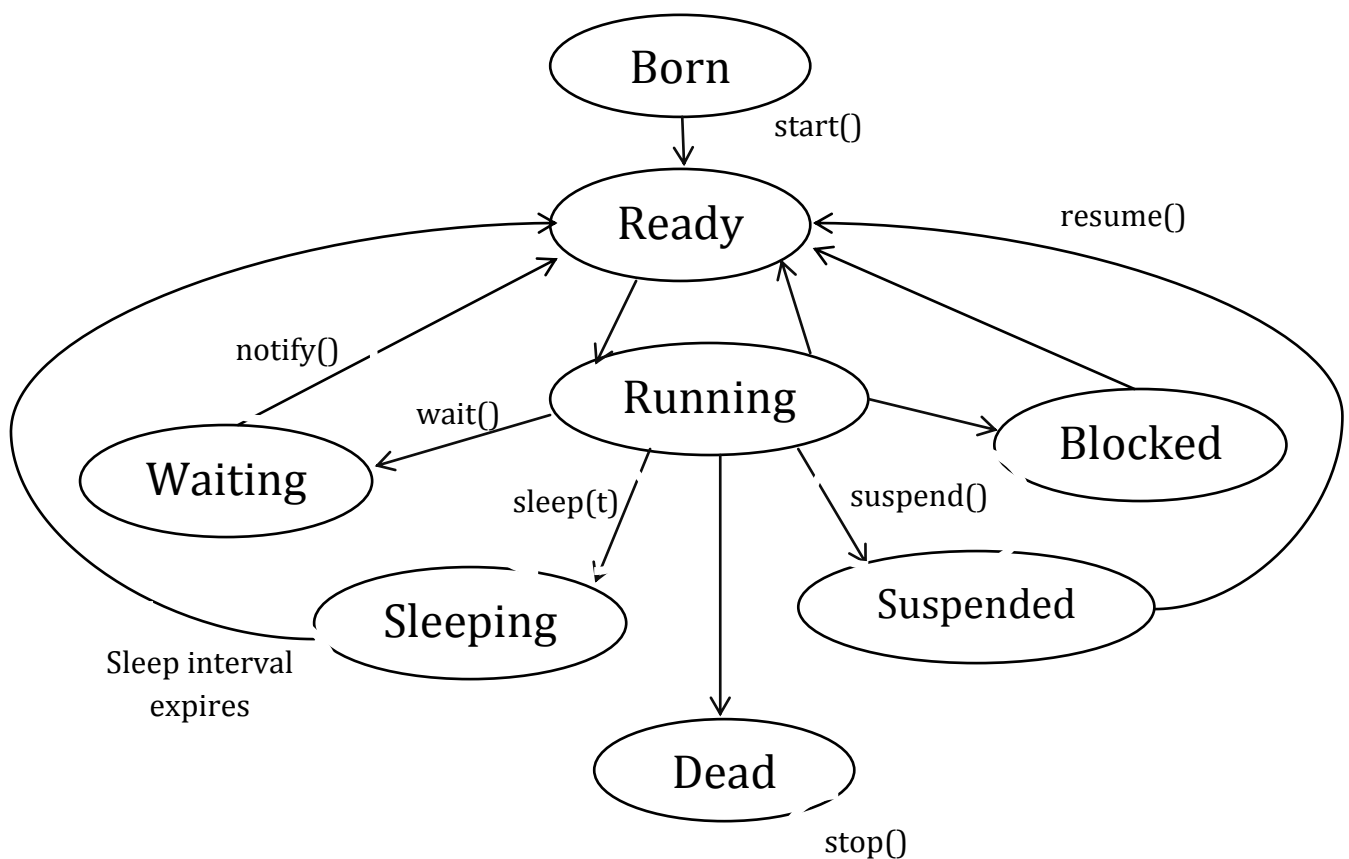 Born
start()
Ready
resume()
notify()
Running
wait()
Blocked
Waiting
sleep(t)
suspend()
Suspended
Sleeping
Sleep interval
expires
Dead
stop()